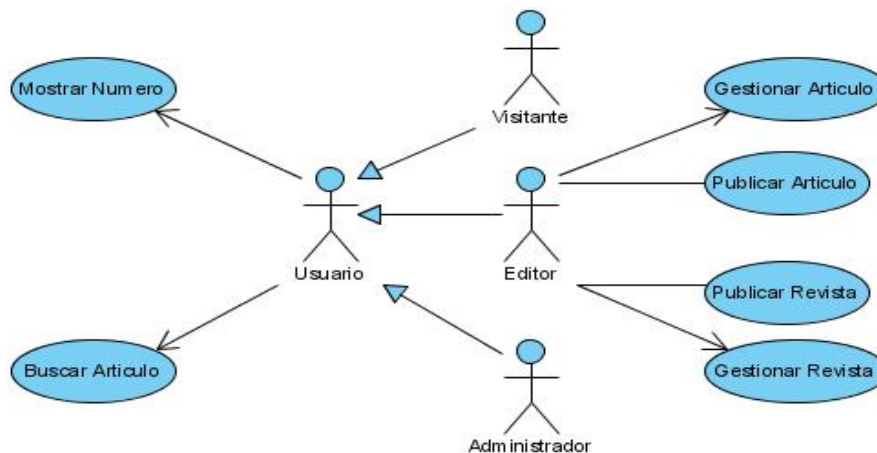 Mostrar Numero
Visitante
Gestionar Articulo
Publicar Articulo
Usuario
Editor
Publicar Revista
Buscar Articulo
Gestionar Revista
Administrador